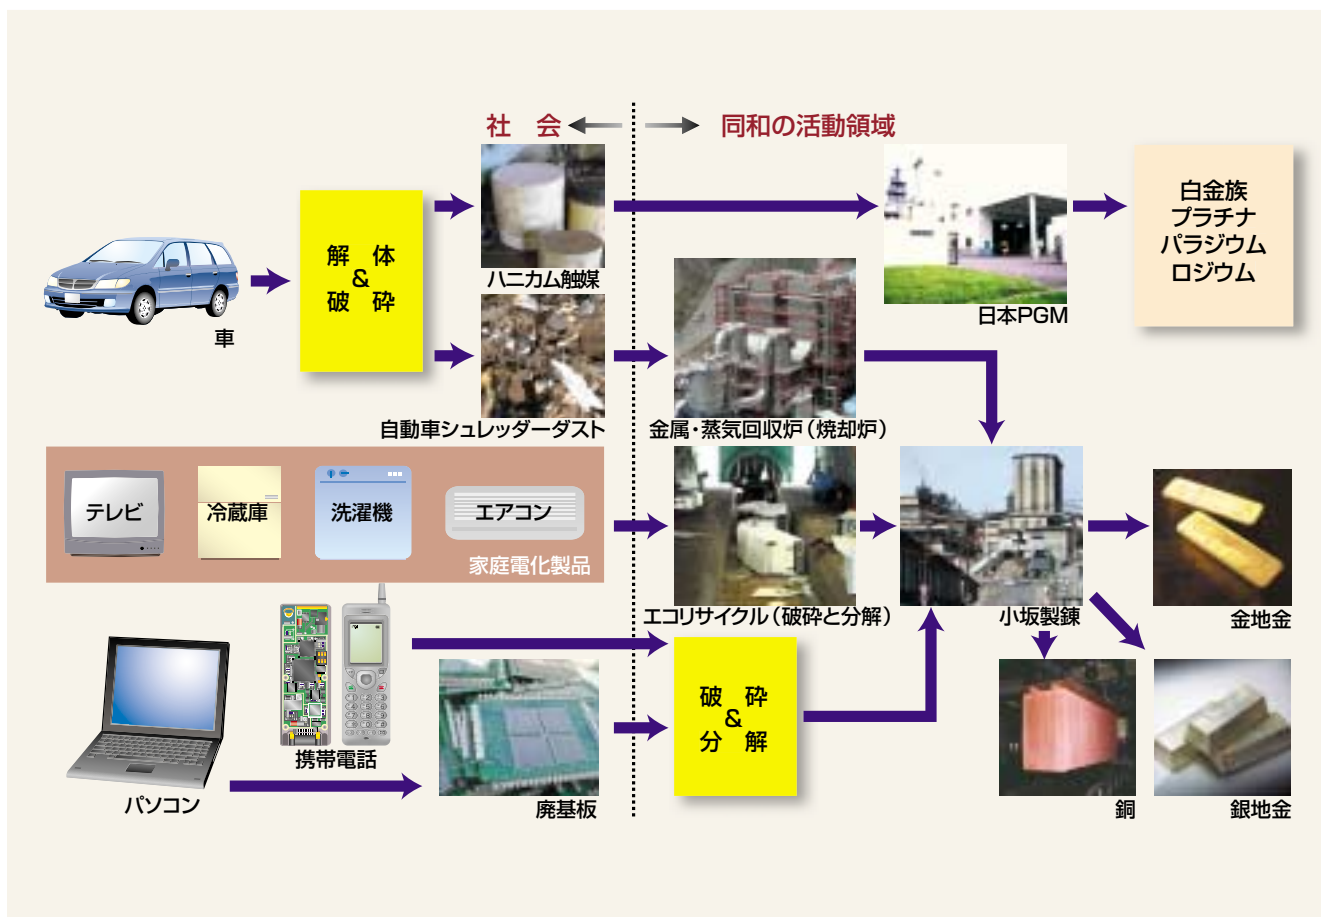 社 会
同和の活動領域
解 体
&
破 砕
ハニカム触媒
日本PGM
白金族
プラチナ
パラジウム
ロジウム
車
自動車シュレッダーダスト
金属・蒸気回収炉（焼却炉）
テレビ
冷蔵庫
洗濯機
エアコン
家庭電化製品
エコリサイクル（破砕と分解）
小坂製錬
金地金
破 砕
&
分 解
携帯電話
パソコン
廃基板
銅
銀地金